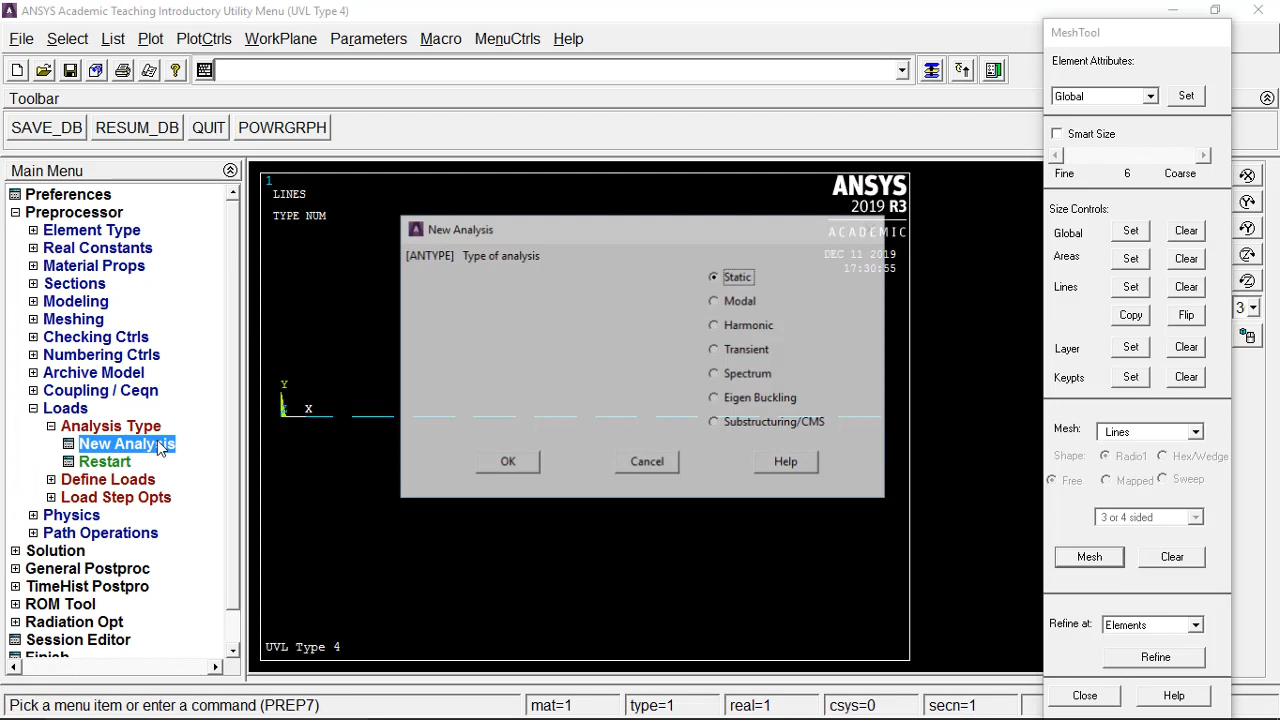 ANSYS Academic Teaching Introductory Utility Menu (UVL Type 4)
File Select List Plot PlotCtrls WorkPlane Parameters Macro MenuCtrls Help
Toolbar
SAVE_DB RESUM_DB QUIT POWRGRPH
Main Menu
Preferences
Preprocessor
Element Type
Real Constants
Material Props
Sections
Modeling
Meshing
Checking Ctrls
Numbering Ctrls
Archive Model
Coupling / Ceqn
Loads
Analysis Type
New Analysis
Restart
Define Loads
Load Step Opts
Physics
Path Operations
Solution
General Postproc
TimeHist Postpro
ROM Tool
Radiation Opt
Session Editor
Finish
1
LINES
TYPE NUM
ANSYS
2019 R3
ACADEMIC
DEC 11 2019
17:30:55
Y
X
UVL Type 4
New Analysis
[ANTYPE] Type of analysis
Static
Modal
Harmonic
Transient
Spectrum
Eigen Buckling
Substructuring/CMS
OK Cancel Help
MeshTool
Element Attributes:
Global Set
Smart Size
Fine 6 Coarse
Size Controls:
Global Set Clear
Areas Set Clear
Lines Set Clear
Copy Flip
Layer Set Clear
Keypts Set Clear
Mesh: Lines
Shape: Radio1 Hex/Wedge
Free Mapped Sweep
3 or 4 sided
Mesh Clear
Refine at: Elements
Refine
Close Help
3
Pick a menu item or enter a command (PREP7) mat=1 type=1 real=1 csys=0 secn=1